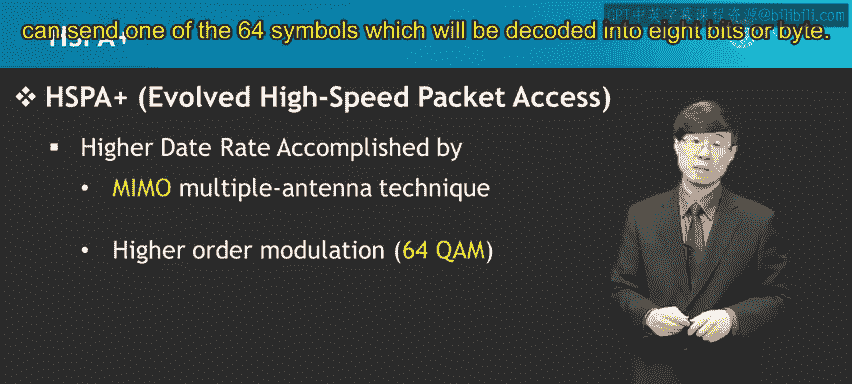 can send one of the 64 symbols which will be decoded into eight bits or byte.
HSPA+
❖ HSPA+ (Evolved High-Speed Packet Access)
▪ Higher Date Rate Accomplished by
• MIMO multiple-antenna technique
• Higher order modulation (64 QAM)